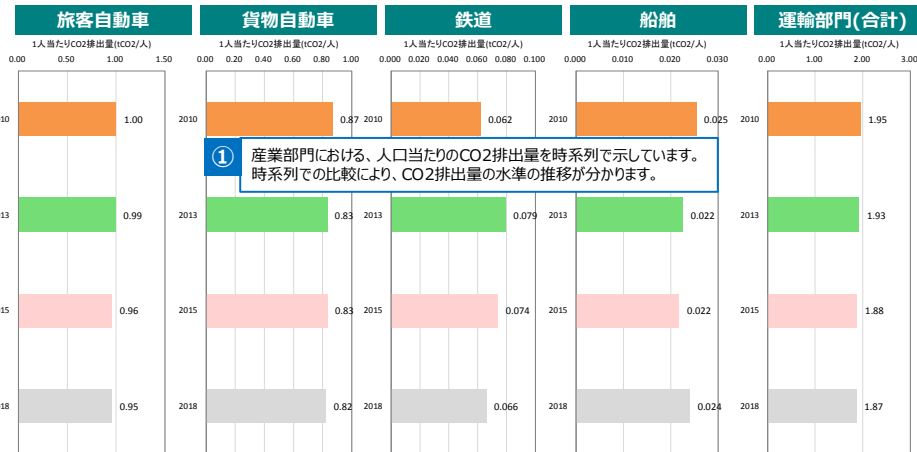 旅客自動車
貨物自動車
鉄道
船舶
運輸部門(合計)
1人当たりCO2排出量(tCO2/人)
1人当たりCO2排出量(tCO2/人)
1人当たりCO2排出量(tCO2/人)
1人当たりCO2排出量(tCO2/人)
1人当たりCO2排出量(tCO2/人)
0.00 0.50 1.00 1.50
0.00 0.20 0.40 0.60 0.80 1.00
0.000 0.020 0.040 0.060 0.080 0.100
0.000 0.010 0.020 0.030
0.00 1.00 2.00 3.00
010 1.00 2010 0.87 2010 0.062 2010 0.025 2010 1.95
① 産業部門における、人口当たりのCO2排出量を時系列で示しています。
時系列での比較により、CO2排出量の水準の推移が分かります。
013 0.99 2013 0.83 2013 0.079 2013 0.022 2013 1.93
015 0.96 2015 0.83 2015 0.074 2015 0.022 2015 1.88
018 0.95 2018 0.82 2018 0.066 2018 0.024 2018 1.87